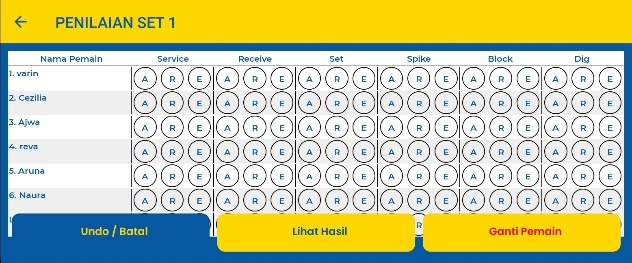 PENILAIAN SET 1
Nama Pemain Service Receive Set Spike Block Dig
1. varin A R E A R E A R E A R E A R E A R E
2. Cezilia A R E A R E A R E A R E A R E A R E
3. Ajwa A R E A R E A R E A R E A R E A R E
4. reva A R E A R E A R E A R E A R E A R E
5. Aruna A R E A R E A R E A R E A R E A R E
6. Naura A R E A R E A R E A R E A R E A R E
R
Undo / Batal Lihat Hasil Ganti Pemain